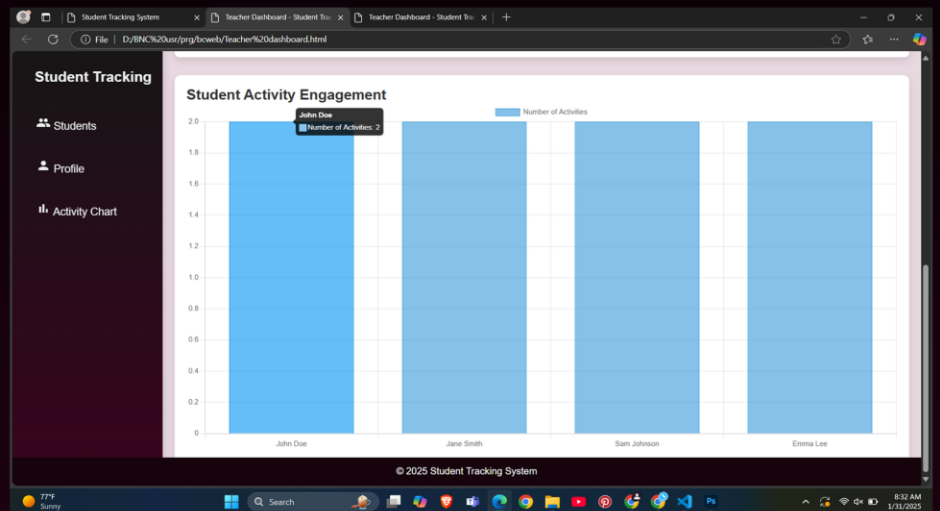 Student Tracking System
Teacher Dashboard - Student Tra
Teacher Dashboard - Student Tra
File
D:/BNC%20usr/prg/bcweb/Teacher%20dashboard.html
Student Tracking
Students
Profile
Activity Chart
Student Activity Engagement
Number of Activities
John Doe
Number of Activities: 2
2.0
1.8
1.6
1.4
1.2
1.0
0.8
0.6
0.4
0.2
0
John Doe
Jane Smith
Sam Johnson
Emma Lee
© 2025 Student Tracking System
77°F
Sunny
Search
Ps
8:32 AM
1/31/2025